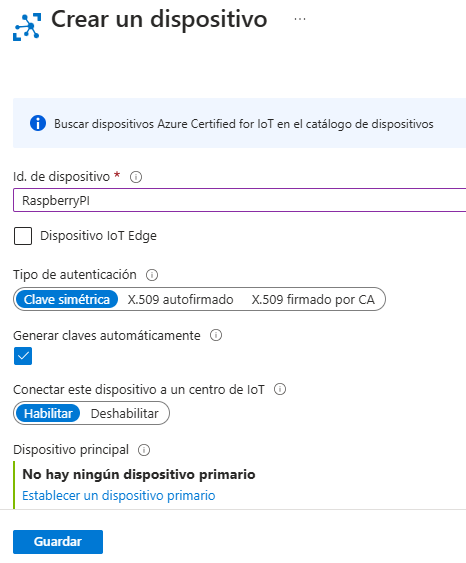 Crear un dispositivo ...
Buscar dispositivos Azure Certified for IoT en el catálogo de dispositivos
Id. de dispositivo *
RaspberryPI
Dispositivo IoT Edge
Tipo de autenticación
Clave simétrica X.509 autofirmado X.509 firmado por CA
Generar claves automáticamente
Conectar este dispositivo a un centro de IoT
Habilitar Deshabilitar
Dispositivo principal
No hay ningún dispositivo primario
Establecer un dispositivo primario
Guardar